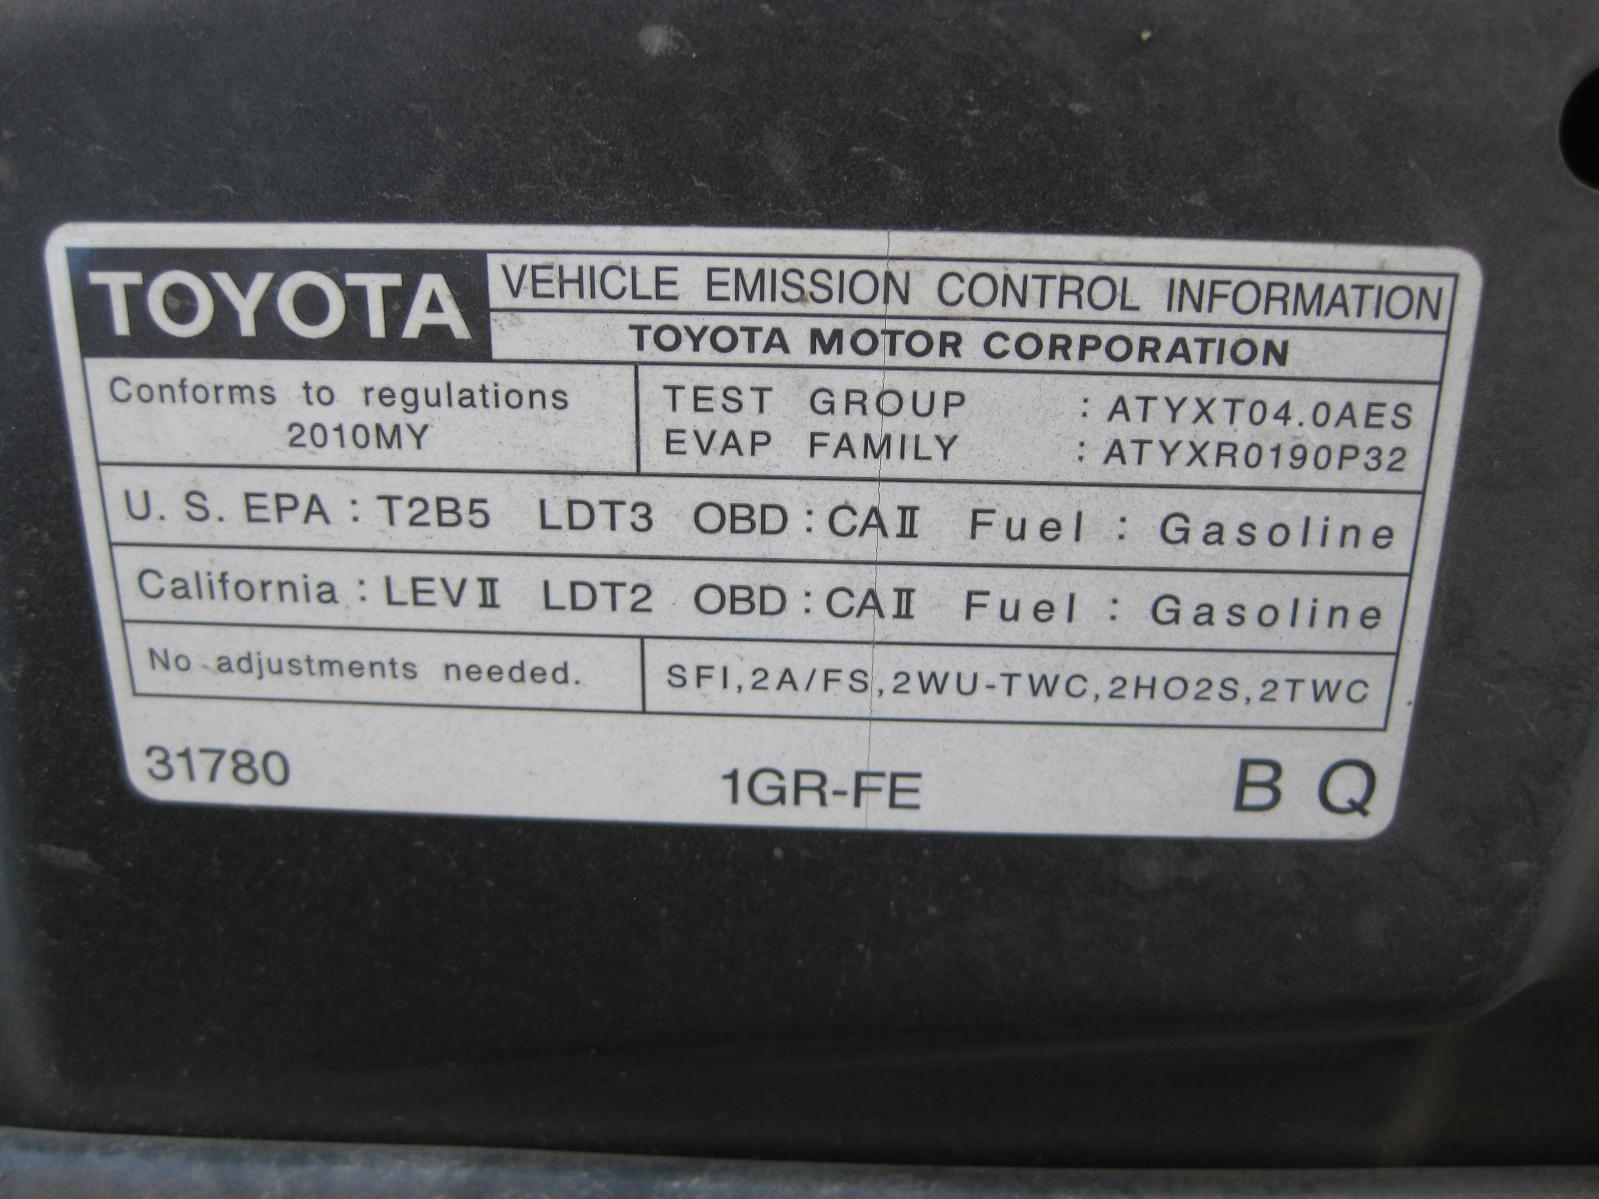 TOYOTA VEHICLE EMISSION CONTROL INFORMATION
TOYOTA MOTOR CORPORATION
Conforms to regulations
2010MY
TEST GROUP : ATYXT04.0AES
EVAP FAMILY : ATYXR0190P32
U. S. EPA : T2B5 LDT3 OBD : CAⅡ Fuel : Gasoline
California : LEVⅡ LDT2 OBD : CAⅡ Fuel : Gasoline
No adjustments needed.
SFI,2A/FS,2WU-TWC,2HO2S,2TWC
31780 1GR-FE B Q